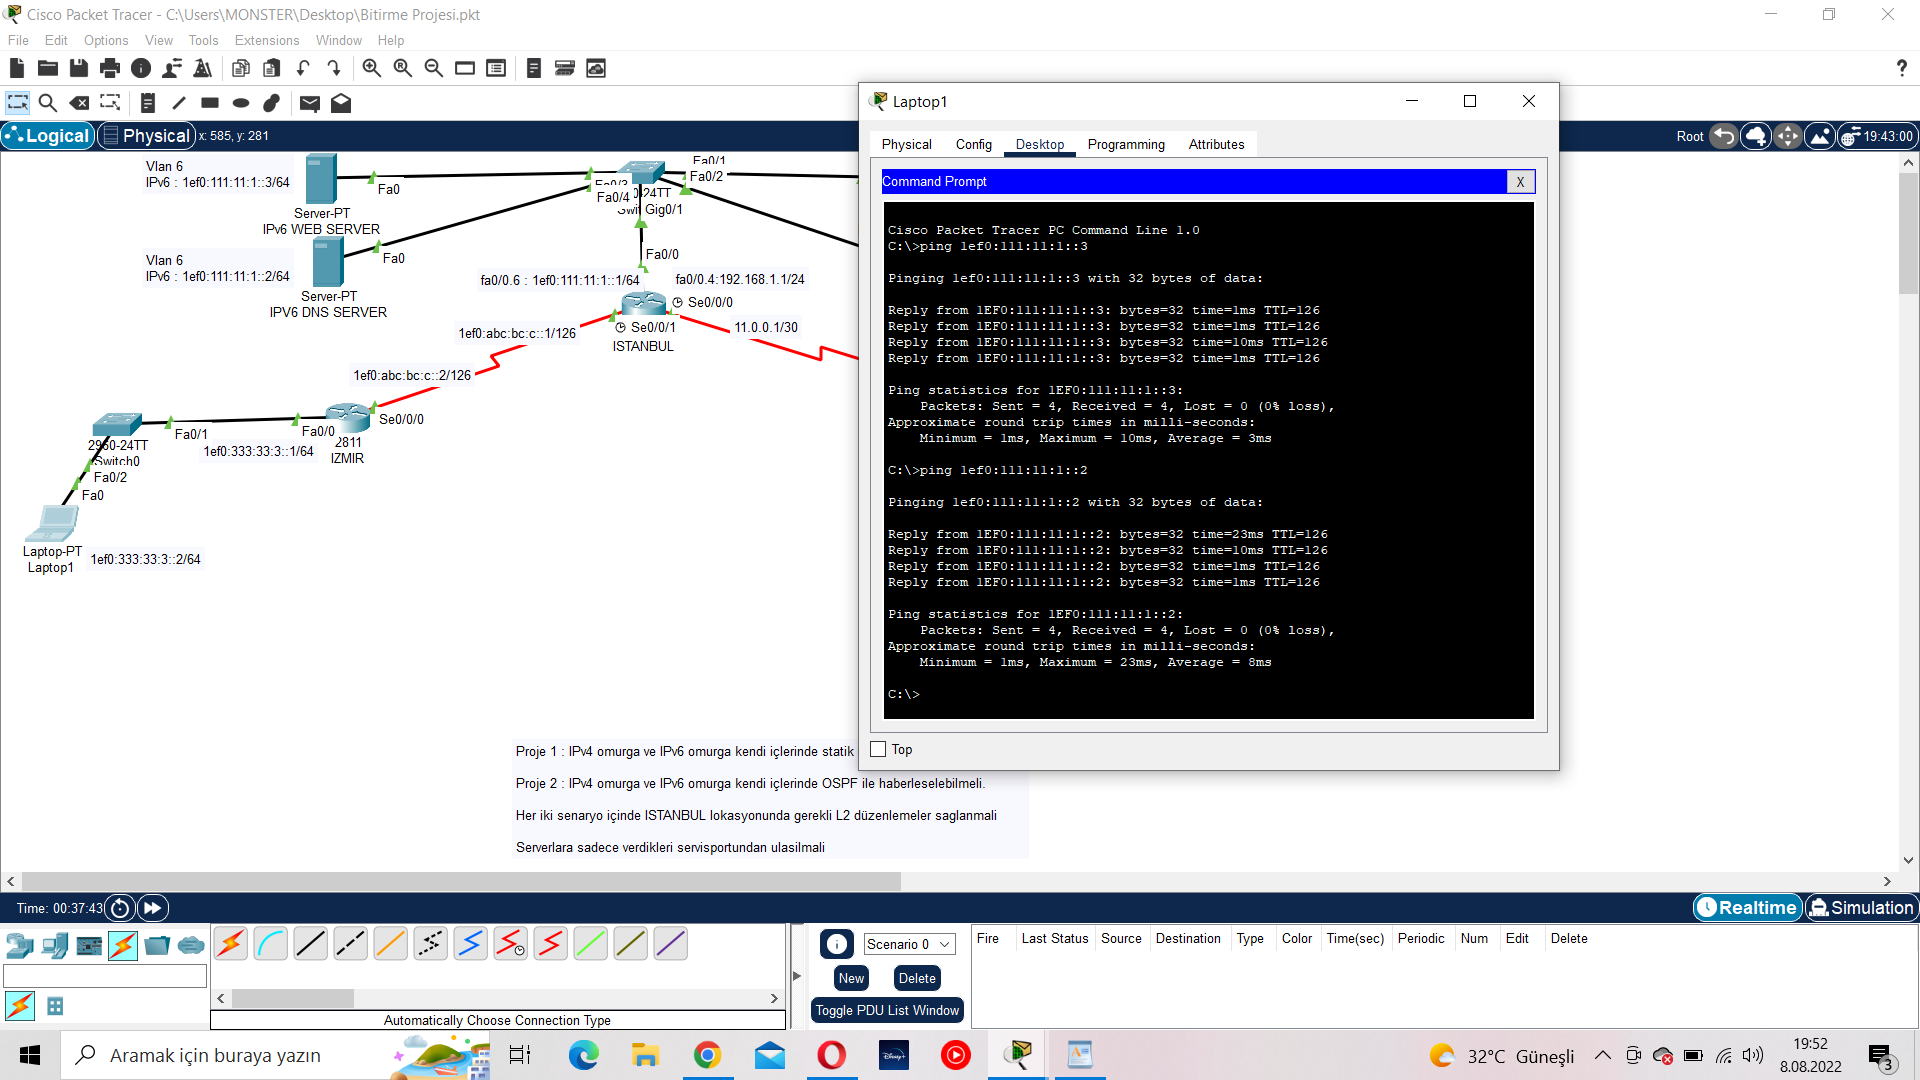 Cisco Packet Tracer - C:\Users\MONSTER\Desktop\Bitirme Projesi.pkt
File Edit Options View Tools Extensions Window Help
Logical Physical x: 585, y: 281
Root 19:43:00
Vlan 6
IPv6 : 1ef0:111:11:1::3/64
Fa0
Server-PT
IPv6 WEB SERVER
Vlan 6
IPv6 : 1ef0:111:11:1::2/64
Fa0
Server-PT
IPV6 DNS SERVER
Fa0/1
Fa0/2
Fa0/3
Fa0/4
Gig0/1
Fa0/0
fa0/0.6 : 1ef0:111:11:1::1/64
fa0/0.4:192.168.1.1/24
Se0/0/0
Se0/0/1
ISTANBUL
11.0.0.1/30
1ef0:abc:bc:c::1/126
1ef0:abc:bc:c::2/126
Se0/0/0
Fa0/0
2811
IZMIR
1ef0:333:33:3::1/64
Fa0/1
2960-24TT
Switch0
Fa0/2
Fa0
Laptop-PT
Laptop1
1ef0:333:33:3::2/64
Proje 1 : IPv4 omurga ve IPv6 omurga kendi içlerinde statik
Proje 2 : IPv4 omurga ve IPv6 omurga kendi içlerinde OSPF ile haberleselebilmeli.
Her iki senaryo içinde ISTANBUL lokasyonunda gerekli L2 düzenlemeler saglanmali
Serverlara sadece verdikleri servisportundan ulasilmali
Laptop1
Physical Config Desktop Programming Attributes
Command Prompt
X
Cisco Packet Tracer PC Command Line 1.0
C:\>ping 1ef0:111:11:1::3
Pinging 1ef0:111:11:1::3 with 32 bytes of data:
Reply from 1EF0:111:11:1::3: bytes=32 time=1ms TTL=126
Reply from 1EF0:111:11:1::3: bytes=32 time=1ms TTL=126
Reply from 1EF0:111:11:1::3: bytes=32 time=10ms TTL=126
Reply from 1EF0:111:11:1::3: bytes=32 time=1ms TTL=126
Ping statistics for 1EF0:111:11:1::3:
Packets: Sent = 4, Received = 4, Lost = 0 (0% loss),
Approximate round trip times in milli-seconds:
Minimum = 1ms, Maximum = 10ms, Average = 3ms
C:\>ping 1ef0:111:11:1::2
Pinging 1ef0:111:11:1::2 with 32 bytes of data:
Reply from 1EF0:111:11:1::2: bytes=32 time=23ms TTL=126
Reply from 1EF0:111:11:1::2: bytes=32 time=10ms TTL=126
Reply from 1EF0:111:11:1::2: bytes=32 time=1ms TTL=126
Reply from 1EF0:111:11:1::2: bytes=32 time=1ms TTL=126
Ping statistics for 1EF0:111:11:1::2:
Packets: Sent = 4, Received = 4, Lost = 0 (0% loss),
Approximate round trip times in milli-seconds:
Minimum = 1ms, Maximum = 23ms, Average = 8ms
C:\>
Top
Time: 00:37:43
Realtime Simulation
Automatically Choose Connection Type
Scenario 0
New Delete
Toggle PDU List Window
Fire Last Status Source Destination Type Color Time(sec) Periodic Num Edit Delete
Aramak için buraya yazın
Disney+
32°C Güneşli
19:52
8.08.2022
3